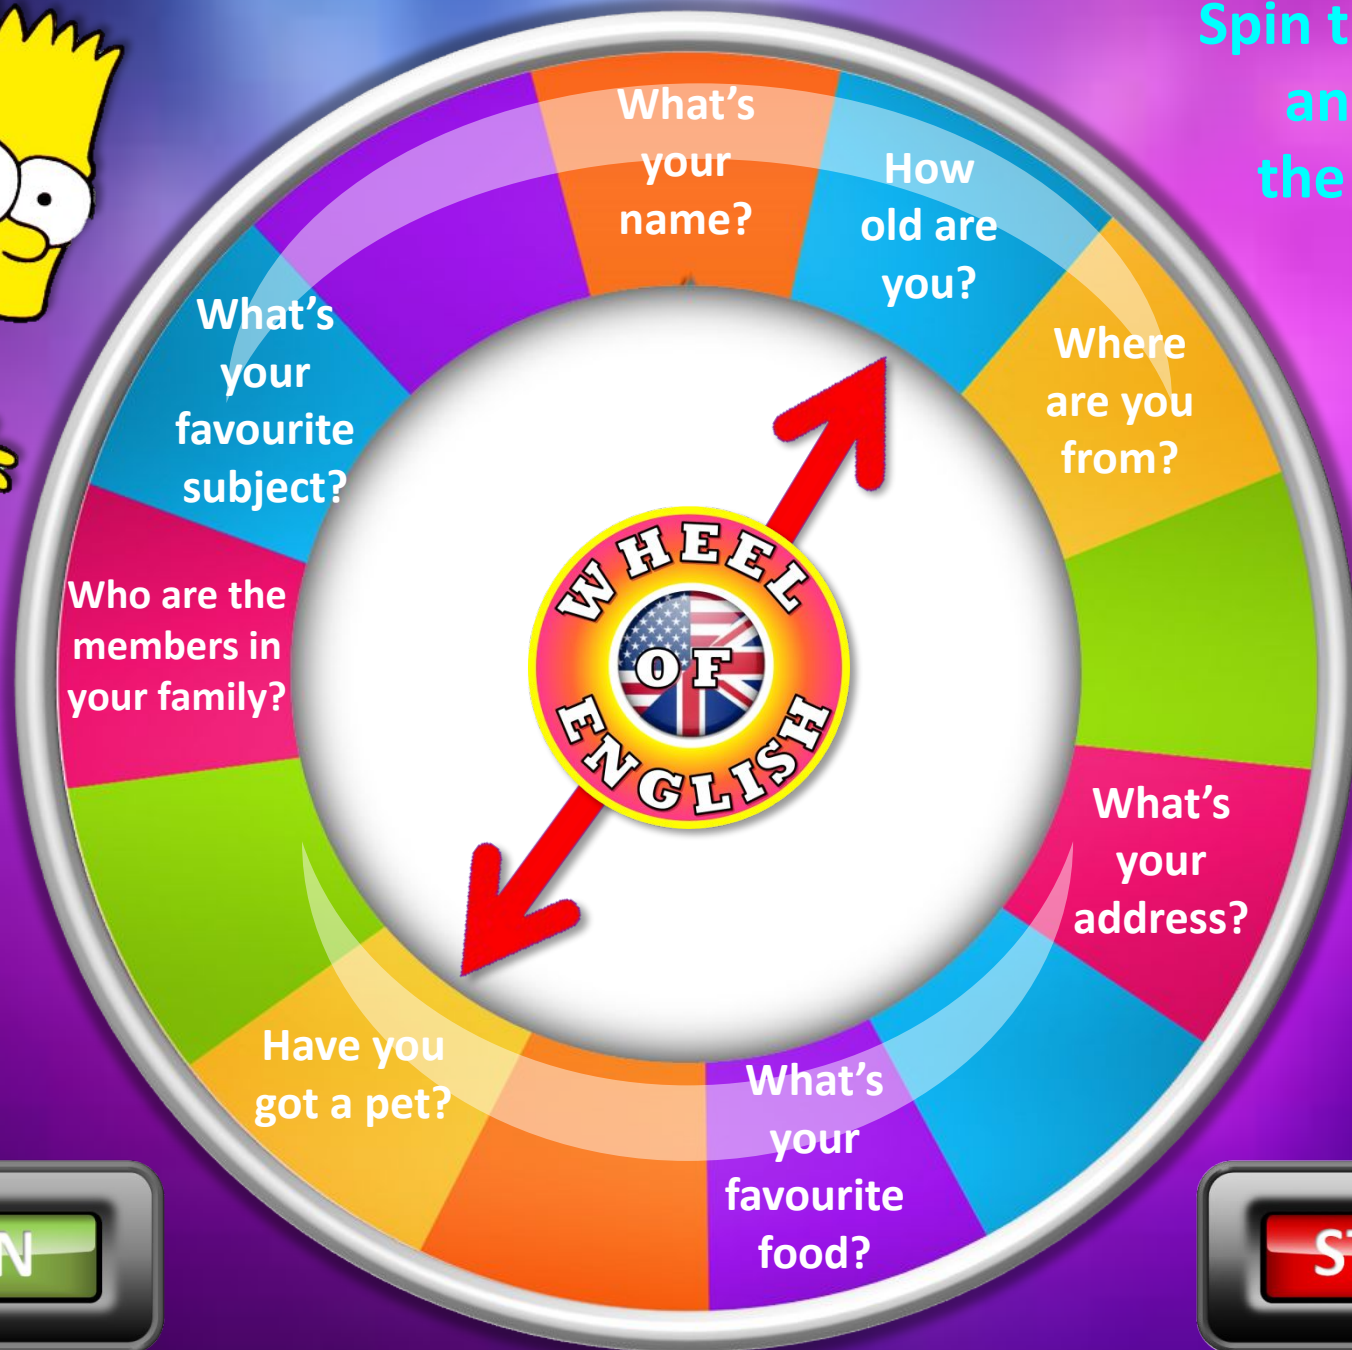 Spin t
an
the
What's
your
name?
How
old are
you?
Where
are you
from?
What's
your
address?
What's
your
favourite
food?
Have you
got a pet?
Who are the
members in
your family?
What's
your
favourite
subject?
WHEEL
OF
ENGLISH
N
ST